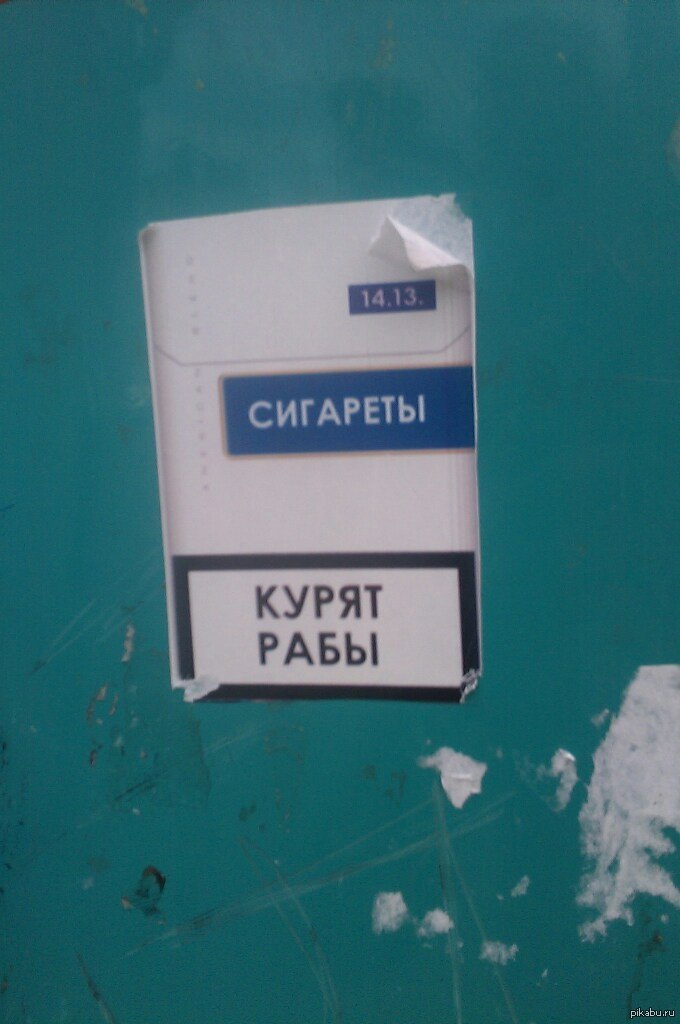 14.13.
СИГАРЕТЫ
КУРЯТ
РАБЫ
pikabu.ru